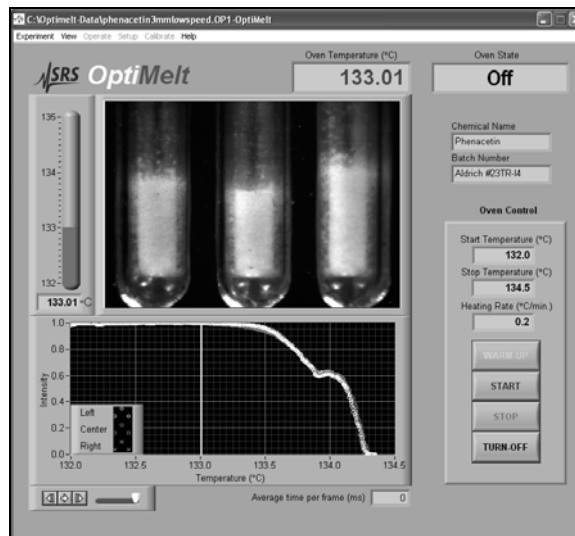 C:\Optimelt-Data\phenacetin3mmlowspeed.OP1-OptiMelt
Experiment View Operate Setup Calibrate Help
SRS OptiMelt
Oven Temperature (°C)
133.01
Oven State
Off
135-
134-
133-
132-
133.01 °C
Chemical Name
Phenacetin
Batch Number
Aldrich #23TR-I4
Oven Control
Start Temperature (°C)
132.0
Stop Temperature (°C)
134.5
Heating Rate (°C/min.)
0.2
WARM-UP
START
STOP
TURN-OFF
Intensity
1.0-
0.8-
0.6-
0.4-
0.2-
0.0-
Left
Center
Right
132.0 132.5 133.0 133.5 134.0 134.5
Temperature (°C)
Average time per frame (ms) 0